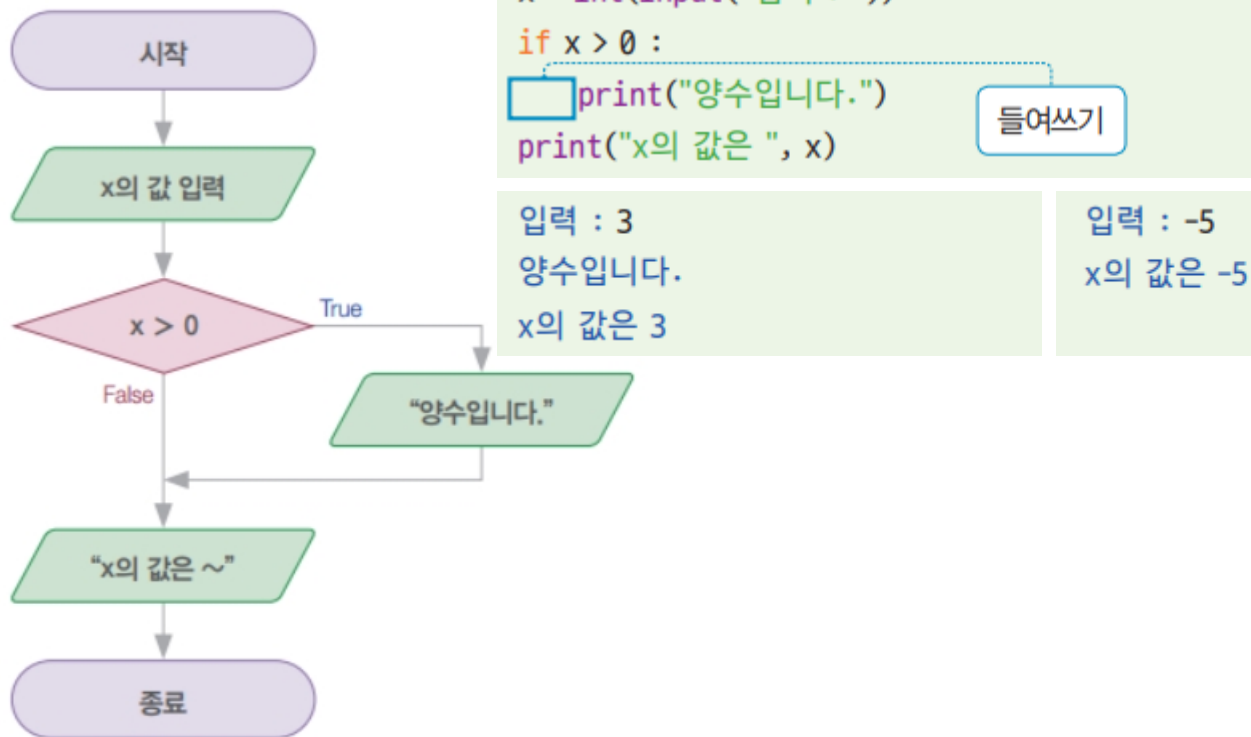 시작
x의 값 입력
x > 0
True
False
“양수입니다.”
“x의 값은 ~”
종료
if x > 0 :
print("양수입니다.")
print("x의 값은 ", x)
들여쓰기
입력 : 3
양수입니다.
x의 값은 3
입력 : -5
x의 값은 -5